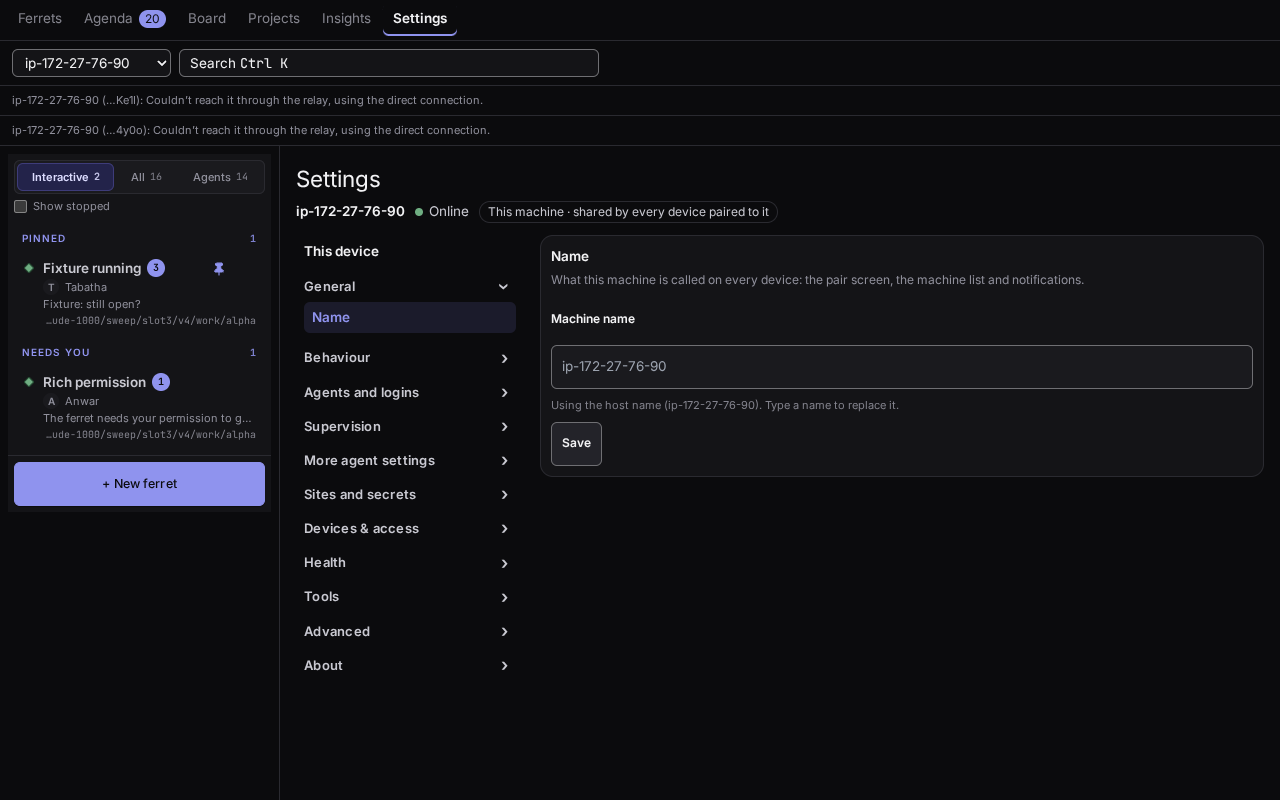 Ferrets Agenda 20 Board Projects Insights Settings
ip-172-27-76-90 Search Ctrl K
ip-172-27-76-90 (…Ke1l): Couldn't reach it through the relay, using the direct connection.
ip-172-27-76-90 (…4y0o): Couldn't reach it through the relay, using the direct connection.
Interactive 2 All 16 Agents 14
Show stopped
PINNED 1
Fixture running 3
T Tabatha
Fixture: still open?
…ude-1000/sweep/slot3/v4/work/alpha
NEEDS YOU 1
Rich permission 1
A Anwar
The ferret needs your permission to g…
…ude-1000/sweep/slot3/v4/work/alpha
+ New ferret
Settings
ip-172-27-76-90 Online This machine · shared by every device paired to it
This device
General
Name
Behaviour
Agents and logins
Supervision
More agent settings
Sites and secrets
Devices & access
Health
Tools
Advanced
About
Name
What this machine is called on every device: the pair screen, the machine list and notifications.
Machine name
ip-172-27-76-90
Using the host name (ip-172-27-76-90). Type a name to replace it.
Save